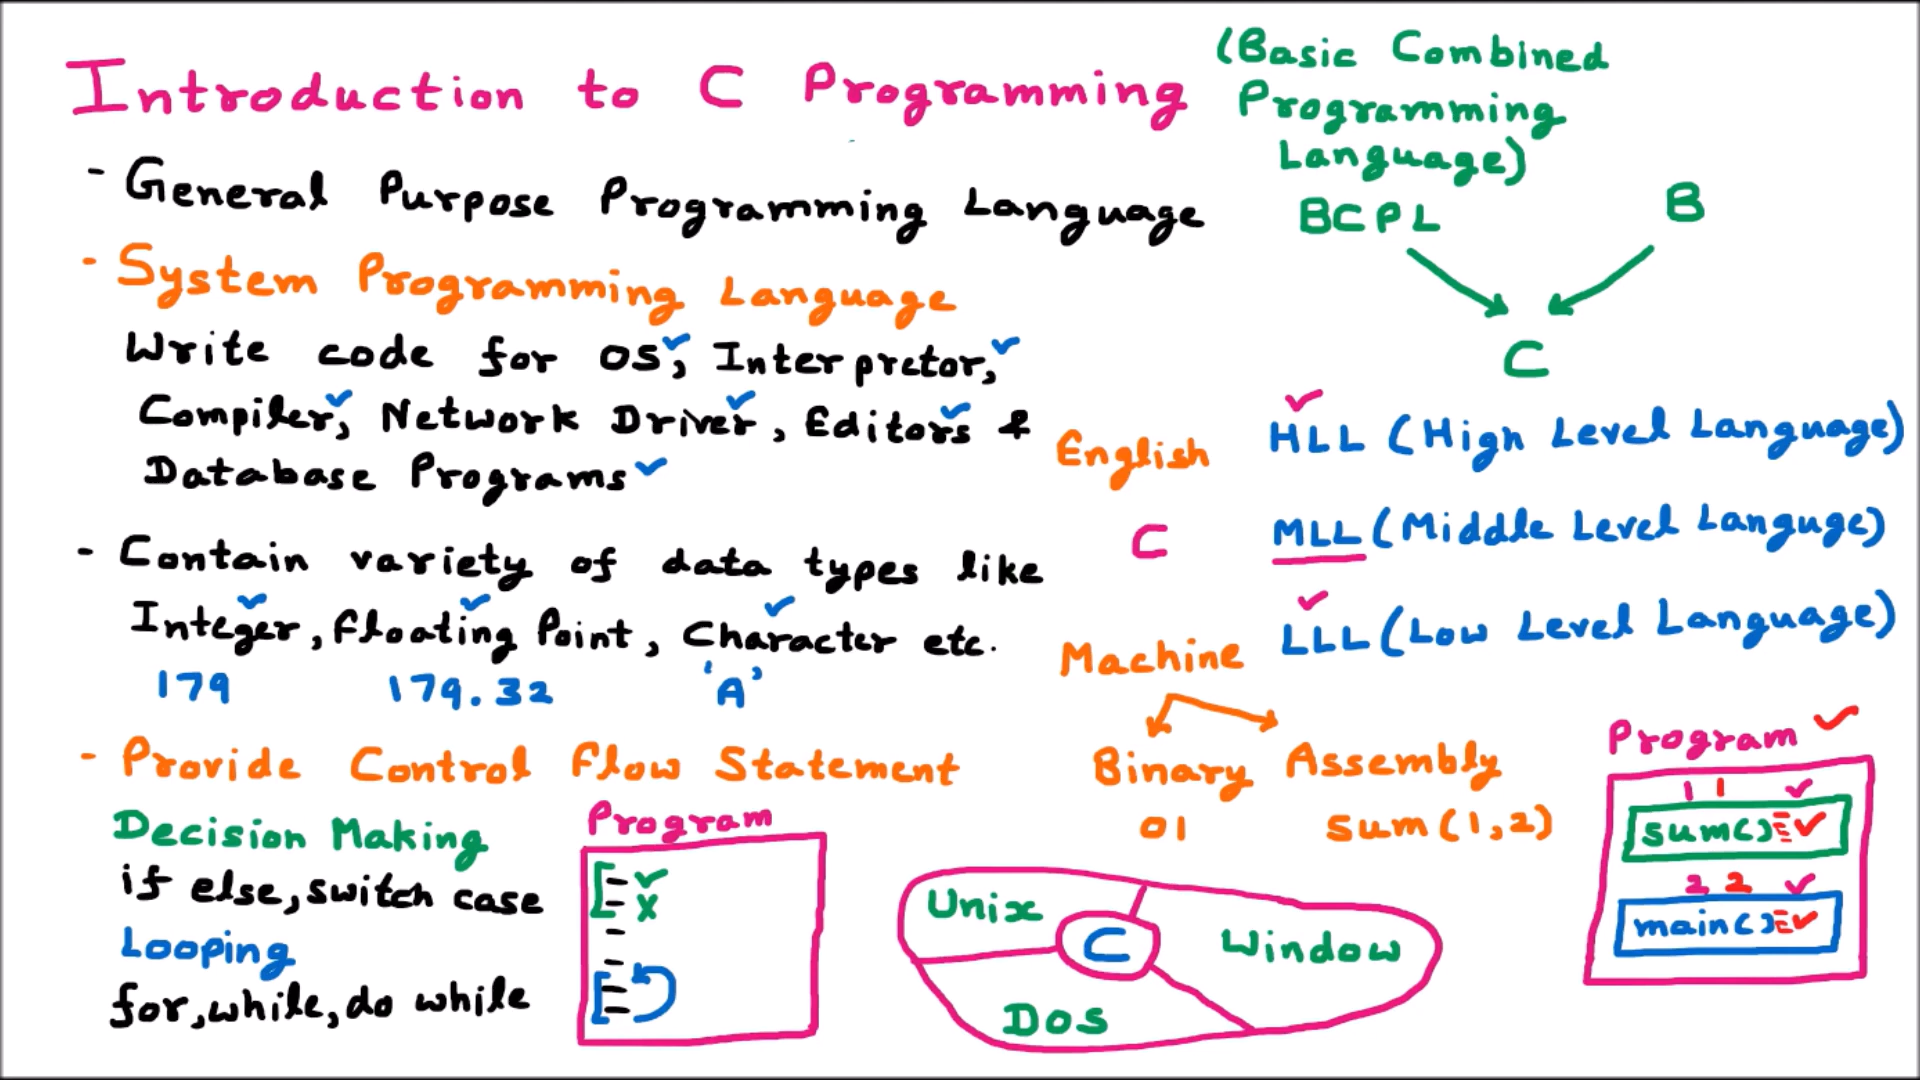 Introduction to C Programming
- General Purpose Programming Language
- System Programming Language
Write code for OS, Interpretor,
Compiler, Network Driver, Editors &
Database Programs
- Contain variety of data types like
Integer, Floating Point, Character etc.
179 179.32 'A'
- Provide Control Flow Statement
Decision Making
if else, switch case
Looping
for, while, do while
Program
(Basic Combined
Programming
Language)
BCPL B
C
English HLL (High Level Language)
C MLL (Middle Level Languge)
Machine LLL (Low Level Language)
Binary Assembly
01 sum(1,2)
Unix C Window
DOS
Program
1 1
sum()
2 2
main()